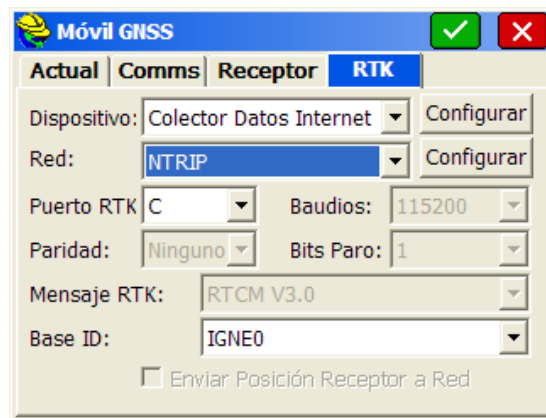 Móvil GNSS
Actual Comms Receptor RTK
Dispositivo: Colector Datos Internet Configurar
Red: NTRIP Configurar
Puerto RTK C Baudios: 115200
Paridad: Ninguno Bits Paro: 1
Mensaje RTK: RTCM V3.0
Base ID: IGNE0
Enviar Posición Receptor a Red